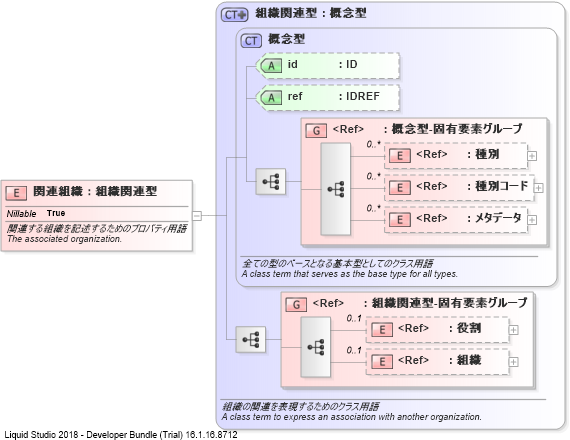 CT 組織関連型 : 概念型
CT 概念型
A id : ID
A ref : IDREF
G <Ref> : 概念型-固有要素グループ
0..*
E <Ref> : 種別
0..*
E <Ref> : 種別コード
0..*
E <Ref> : メタデータ
E 関連組織 : 組織関連型
Nillable True
関連する組織を記述するためのプロパティ用語
The associated organization.
全ての型のベースとなる基本型としてのクラス用語
A class term that serves as the base type for all types.
G <Ref> : 組織関連型-固有要素グループ
0..1
E <Ref> : 役割
0..1
E <Ref> : 組織
組織の関連を表現するためのクラス用語
A class term to express an association with another organization.
Liquid Studio 2018 - Developer Bundle (Trial) 16.1.16.8712